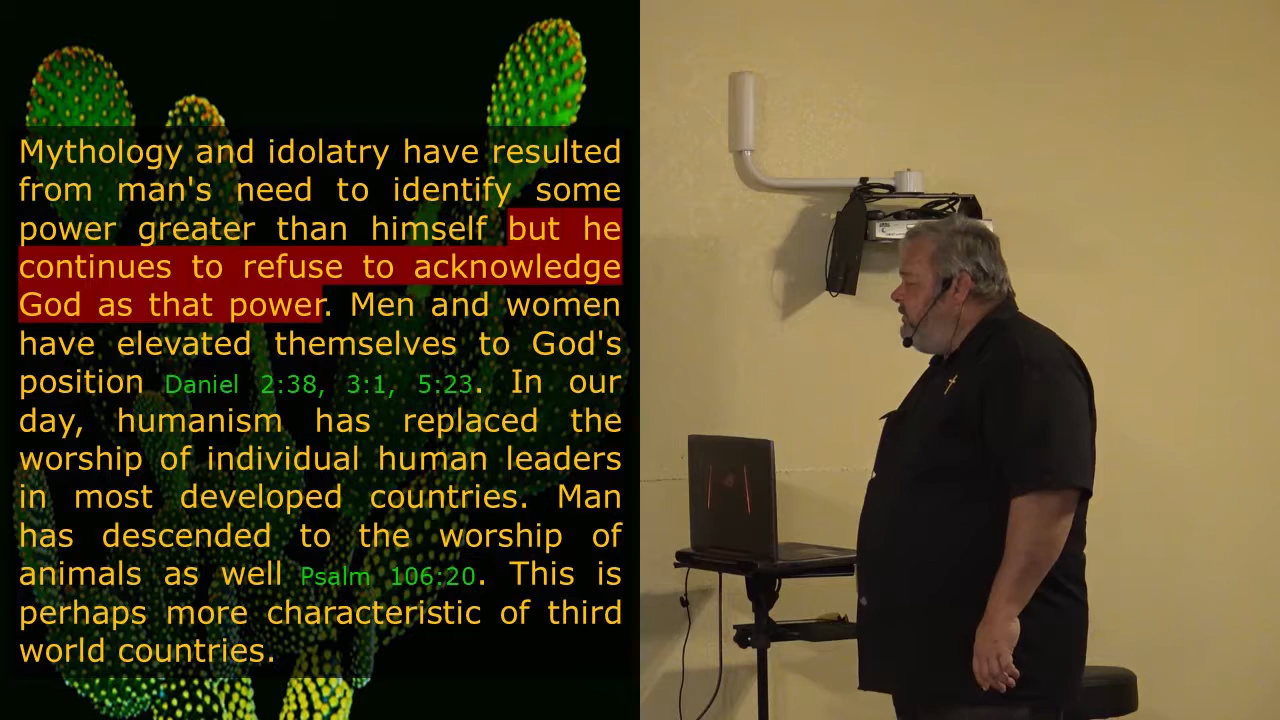 Mythology and idolatry have resulted
from man's need to identify some
power greater than himself but he
continues to refuse to acknowledge
God as that power. Men and women
have elevated themselves to God's
position Daniel 2:38, 3:1, 5:23. In our
day, humanism has replaced the
worship of individual human leaders
in most developed countries. Man
has descended to the worship of
animals as well Psalm 106:20. This is
perhaps more characteristic of third
world countries.